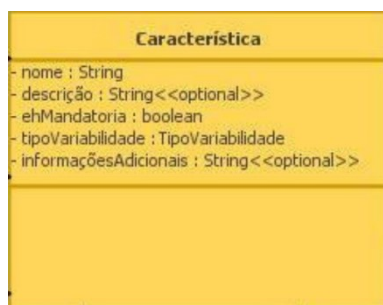 Característica
- nome : String
- descrição : String<<optional>>
- ehMandatoria : boolean
- tipoVariabilidade : TipoVariabilidade
- informaçõesAdicionais : String<<optional>>